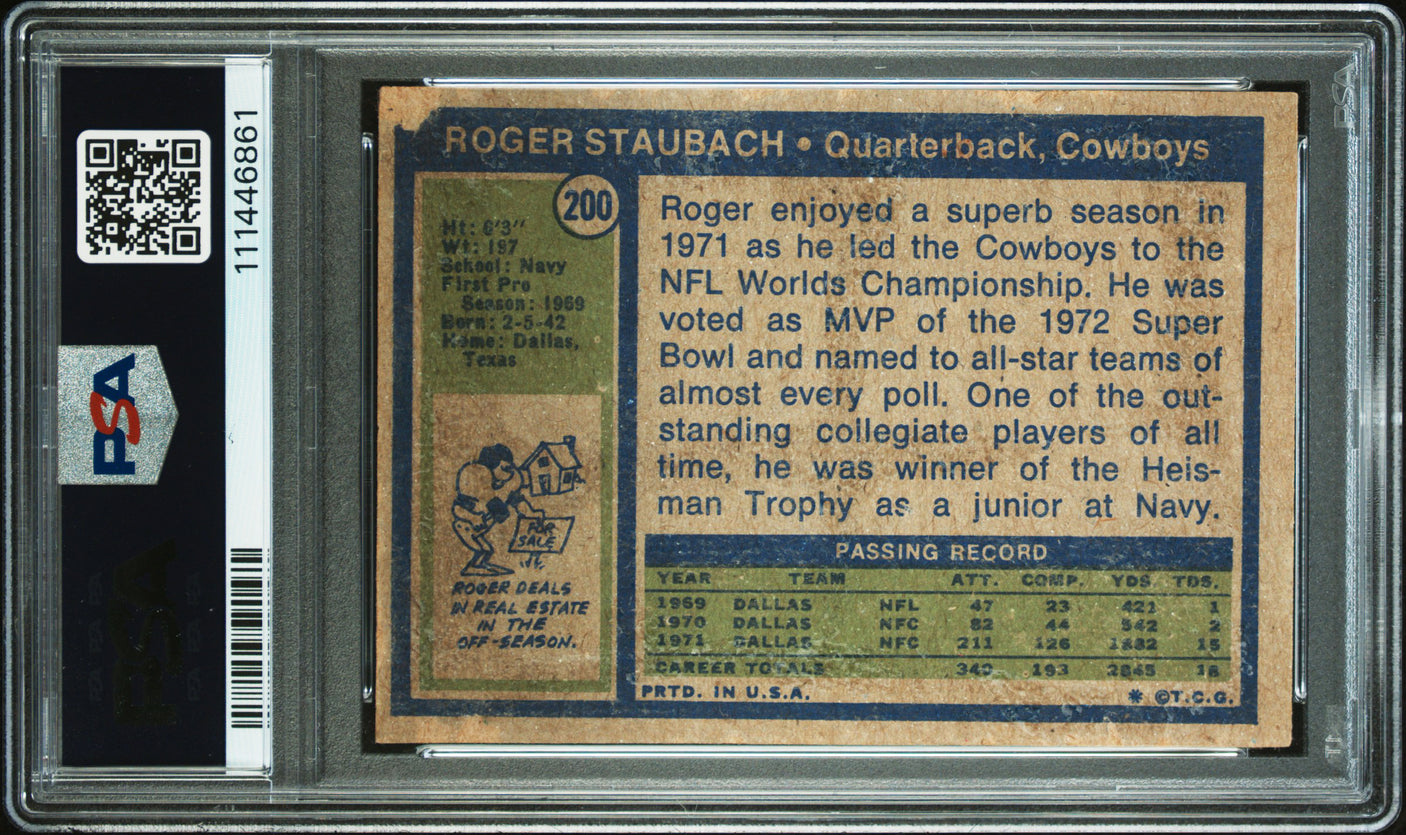 PSA
111446861
PSA
ROGER STAUBACH • Quarterback, Cowboys
200
Ht: 6'3"
Wt: 197
School: Navy
First Pro
Season: 1969
Born: 2-5-42
Home: Dallas,
Texas
FOR
SALE
ROGER DEALS
IN REAL ESTATE
IN THE
OFF-SEASON.
Roger enjoyed a superb season in
1971 as he led the Cowboys to the
NFL Worlds Championship. He was
voted as MVP of the 1972 Super
Bowl and named to all-star teams of
almost every poll. One of the out-
standing collegiate players of all
time, he was winner of the Heis-
man Trophy as a junior at Navy.
PASSING RECORD
YEAR TEAM ATT. COMP. YDS TDS.
1969 DALLAS NFL 47 23 421 1
1970 DALLAS NFC 82 44 542 2
1971 DALLAS NFC 211 126 1882 15
CAREER TOTALS 340 193 2845 18
PRTD. IN U.S.A.
* ©T.C.G.
PSA